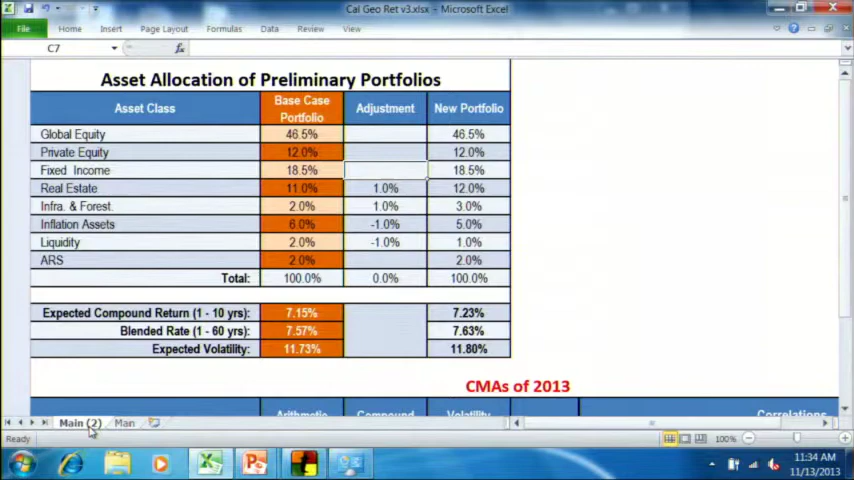 Cal Geo Ret v3.xlsx - Microsoft Excel
File Home Insert Page Layout Formulas Data Review View
C7 fx
Asset Allocation of Preliminary Portfolios
Asset Class Base Case Portfolio Adjustment New Portfolio
Global Equity 46.5% 46.5%
Private Equity 12.0% 12.0%
Fixed Income 18.5% 18.5%
Real Estate 11.0% 1.0% 12.0%
Infra. & Forest. 2.0% 1.0% 3.0%
Inflation Assets 6.0% -1.0% 5.0%
Liquidity 2.0% -1.0% 1.0%
ARS 2.0% 2.0%
Total: 100.0% 0.0% 100.0%
Expected Compound Return (1 - 10 yrs): 7.15% 7.23%
Blended Rate (1 - 60 yrs): 7.57% 7.63%
Expected Volatility: 11.73% 11.80%
CMAs of 2013
Arithmetic Compound Volatility Correlations
Main (2) Man
Ready 100%
11:34 AM
11/13/2013